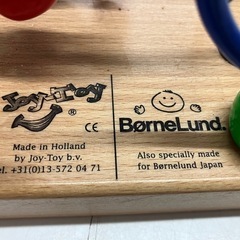 Joy-Toy
®
CE
Made in Holland
by Joy-Toy b.v.
tel. +31(0)13-572 04 71
BørneLund.
Also specially made
for Børnelund Japan